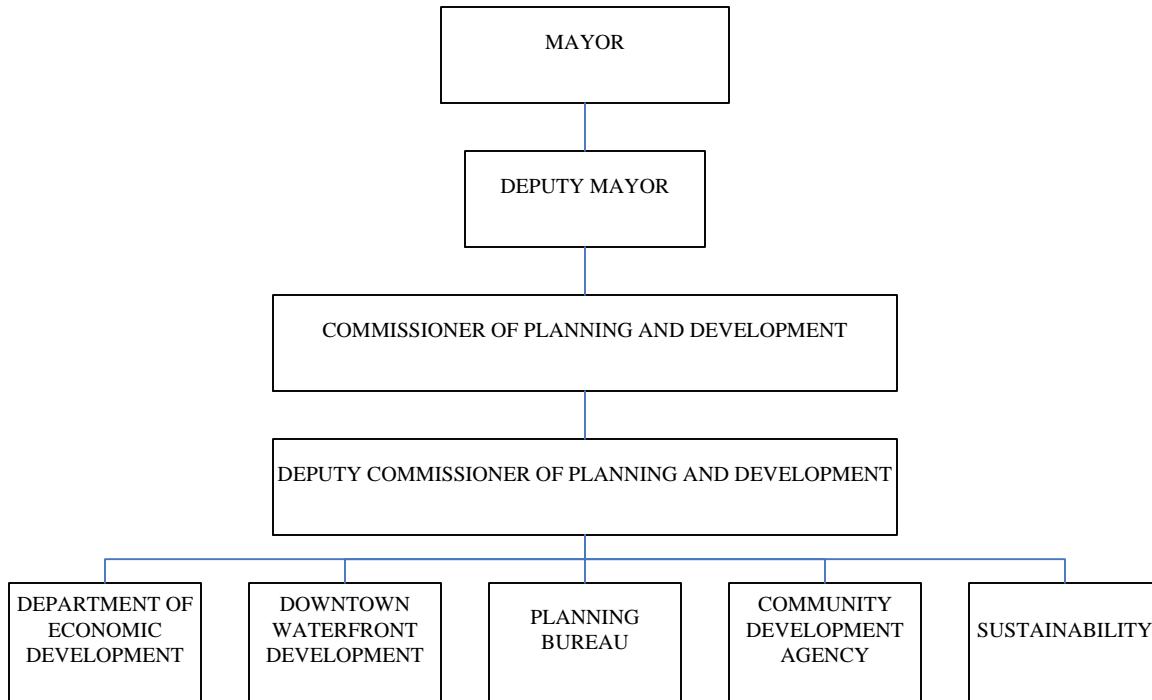 MAYOR
DEPUTY MAYOR
COMMISSIONER OF PLANNING AND DEVELOPMENT
DEPUTY COMMISSIONER OF PLANNING AND DEVELOPMENT
DEPARTMENT OF
ECONOMIC
DEVELOPMENT
DOWNTOWN
WATERFRONT
DEVELOPMENT
PLANNING
BUREAU
COMMUNITY
DEVELOPMENT
AGENCY
SUSTAINABILITY